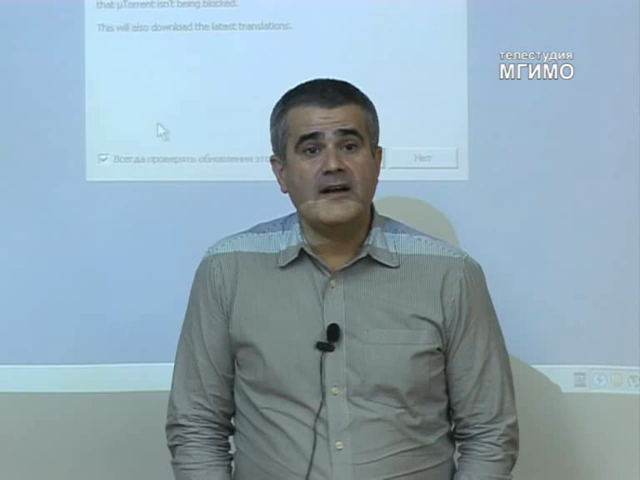 that µTorrent isn't being blocked.
This will also download the latest translations.
телестудия
МГИМО
Всегда проверять обновления
Нет